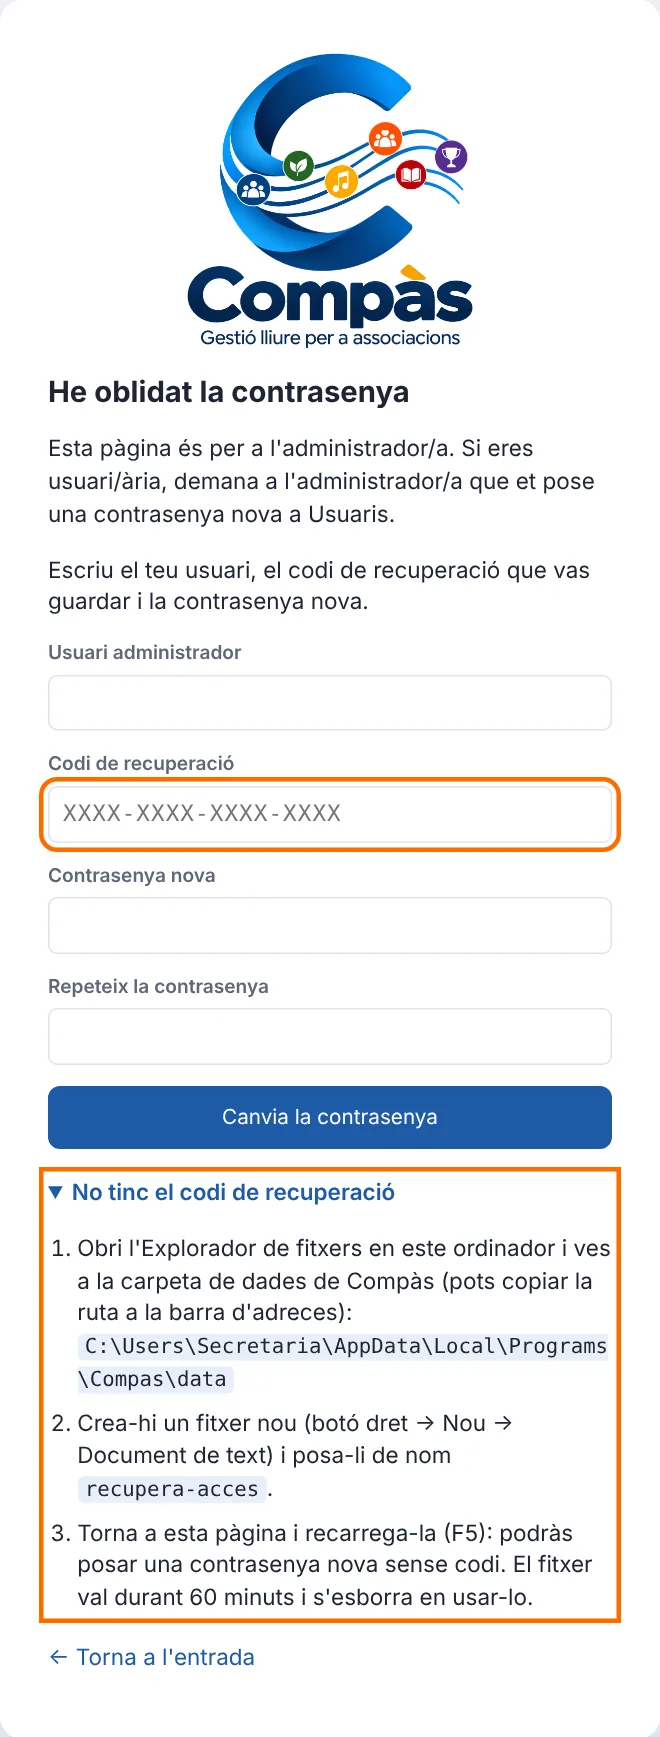 Compàs
Gestió lliure per a associacions
He oblidat la contrasenya
Esta pàgina és per a l'administrador/a. Si eres
usuari/ària, demana a l'administrador/a que et pose
una contrasenya nova a Usuaris.
Escriu el teu usuari, el codi de recuperació que vas
guardar i la contrasenya nova.
Usuari administrador
Codi de recuperació
XXXX-XXXX-XXXX-XXXX
Contrasenya nova
Repeteix la contrasenya
Canvia la contrasenya
▼ No tinc el codi de recuperació
1. Obri l'Explorador de fitxers en este ordinador i ves
a la carpeta de dades de Compàs (pots copiar la
ruta a la barra d'adreces):
C:\Users\Secretaria\AppData\Local\Programs
\Compas\data
2. Crea-hi un fitxer nou (botó dret → Nou →
Document de text) i posa-li de nom
recupera-acces.
3. Torna a esta pàgina i recarrega-la (F5): podràs
posar una contrasenya nova sense codi. El fitxer
val durant 60 minuts i s'esborra en usar-lo.
← Torna a l'entrada